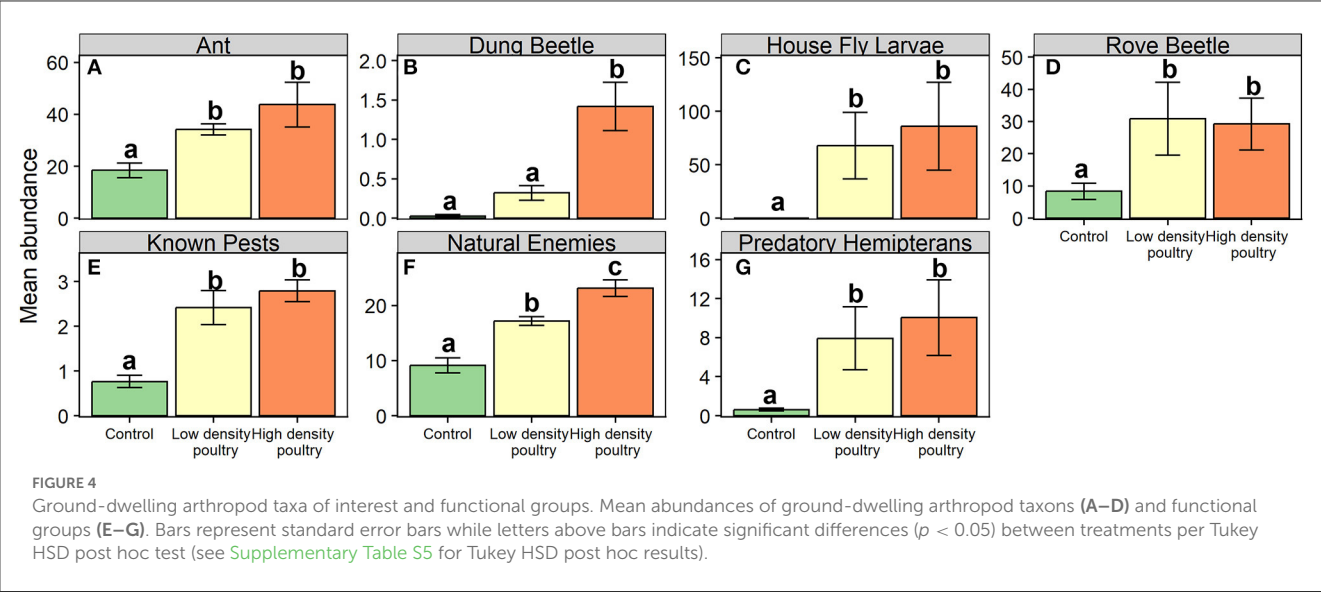 Ant
Dung Beetle
House Fly Larvae
Rove Beetle
Mean abundance
A
60
40
20
0
a
b
b
B
2.0
1.5
1.0
0.5
0.0
a
a
b
C
150
100
50
0
a
b
b
D
50
40
30
20
10
0
a
b
b
Control
Low density poultry
High density poultry
Known Pests
Natural Enemies
Predatory Hemipterans
E
3
2
1
0
a
b
b
Control
Low density poultry
High density poultry
F
20
10
0
a
b
c
Control
Low density poultry
High density poultry
G
16
12
8
4
0
a
b
b
Control
Low density poultry
High density poultry
FIGURE 4
Ground-dwelling arthropod taxa of interest and functional groups. Mean abundances of ground-dwelling arthropod taxons (A–D) and functional
groups (E–G). Bars represent standard error bars while letters above bars indicate significant differences (p < 0.05) between treatments per Tukey
HSD post hoc test (see Supplementary Table S5 for Tukey HSD post hoc results).